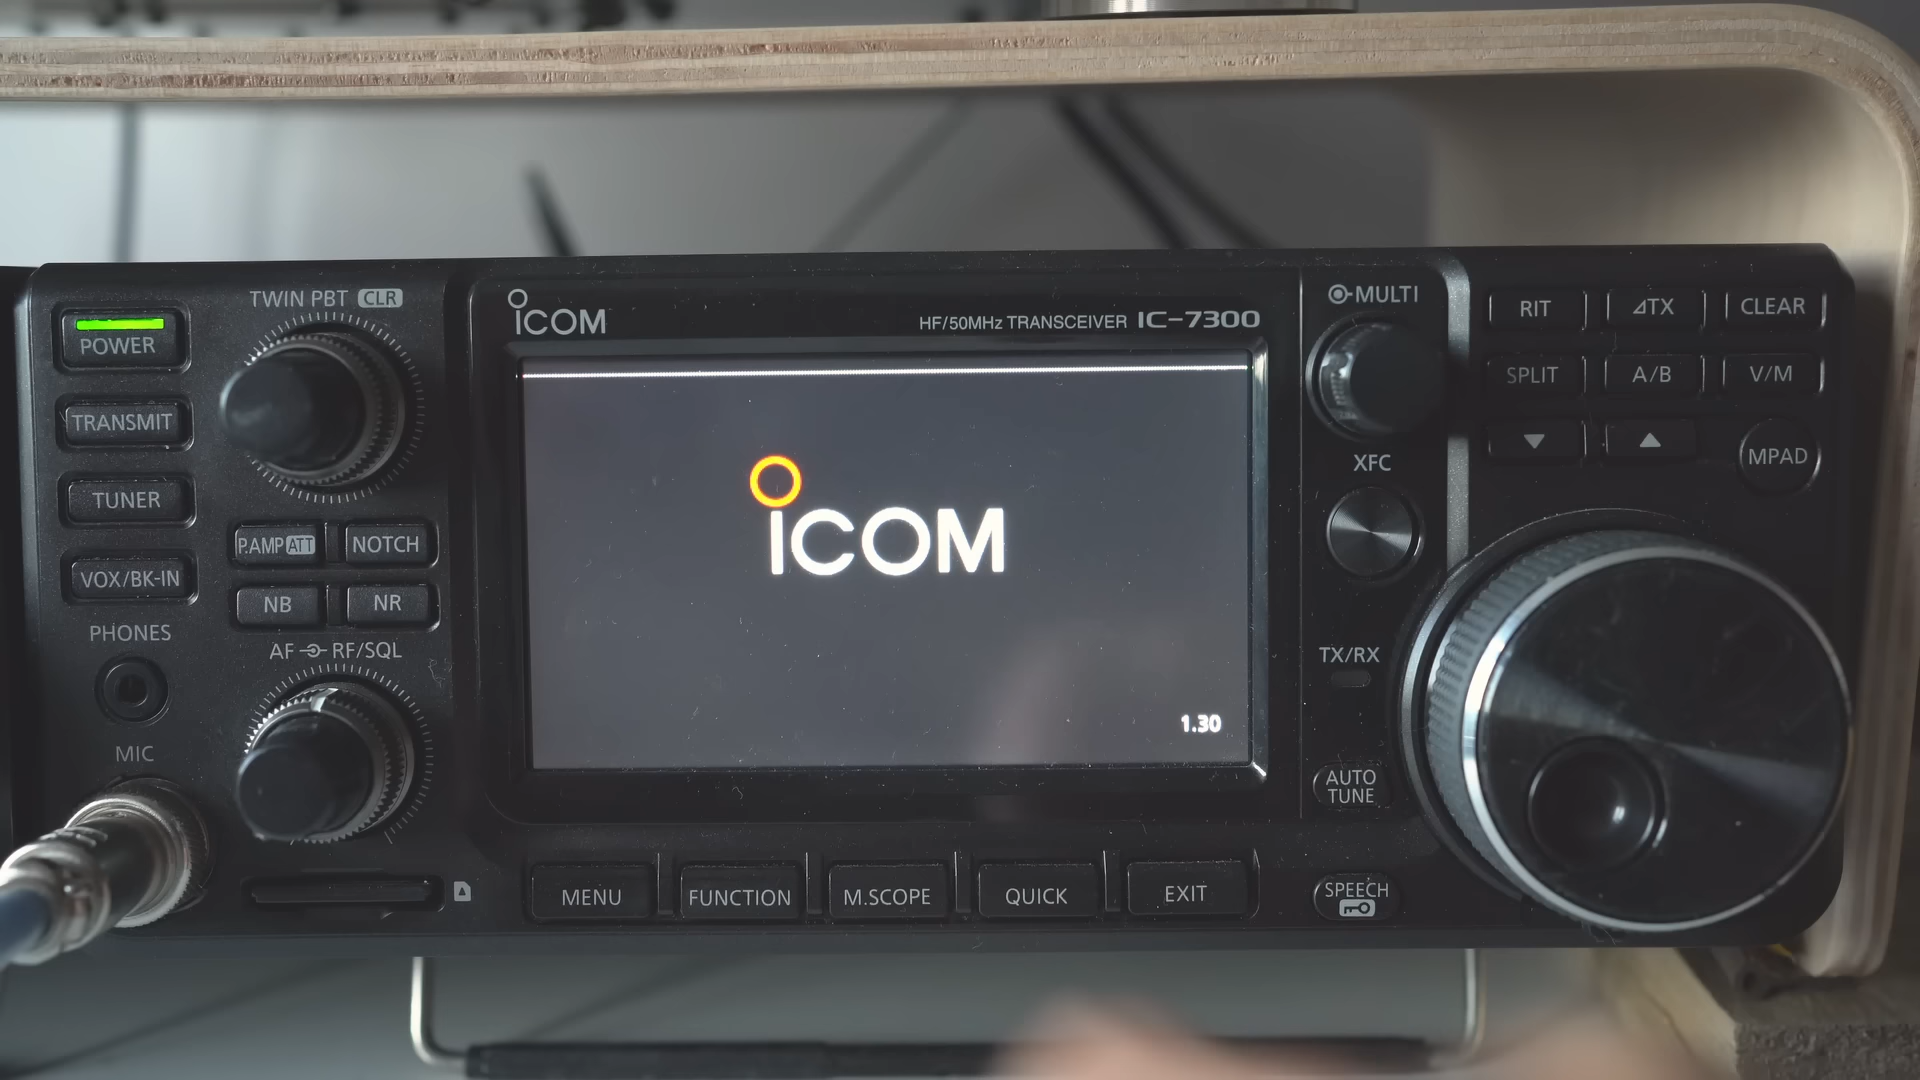 TWIN PBT CLR
POWER
TRANSMIT
TUNER
VOX/BK-IN
PHONES
MIC
P.AMP ATT
NOTCH
NB
NR
AF RF/SQL
ICOM
HF/50MHz TRANSCEIVER IC-7300
ICOM
1.30
MENU
FUNCTION
M.SCOPE
QUICK
EXIT
MULTI
XFC
TX/RX
AUTO
TUNE
SPEECH
RIT
⊿TX
CLEAR
SPLIT
A/B
V/M
MPAD